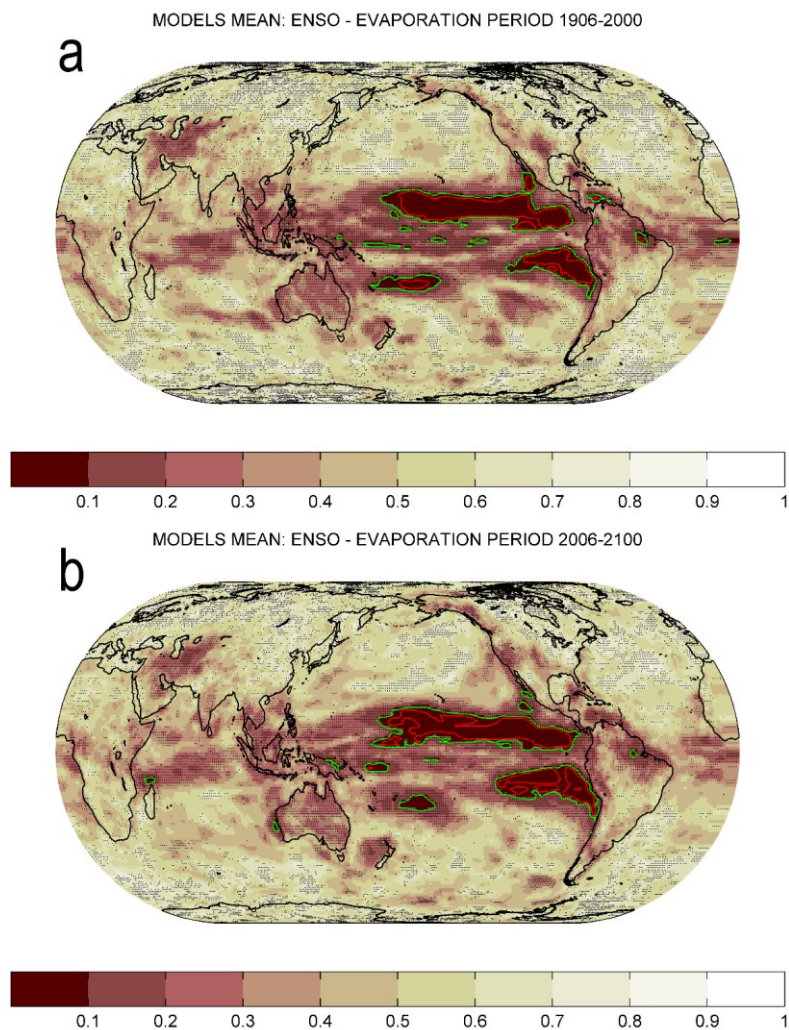 MODELS MEAN: ENSO - EVAPORATION PERIOD 1906-2000
a
0.1 0.2 0.3 0.4 0.5 0.6 0.7 0.8 0.9 1
MODELS MEAN: ENSO - EVAPORATION PERIOD 2006-2100
b
0.1 0.2 0.3 0.4 0.5 0.6 0.7 0.8 0.9 1